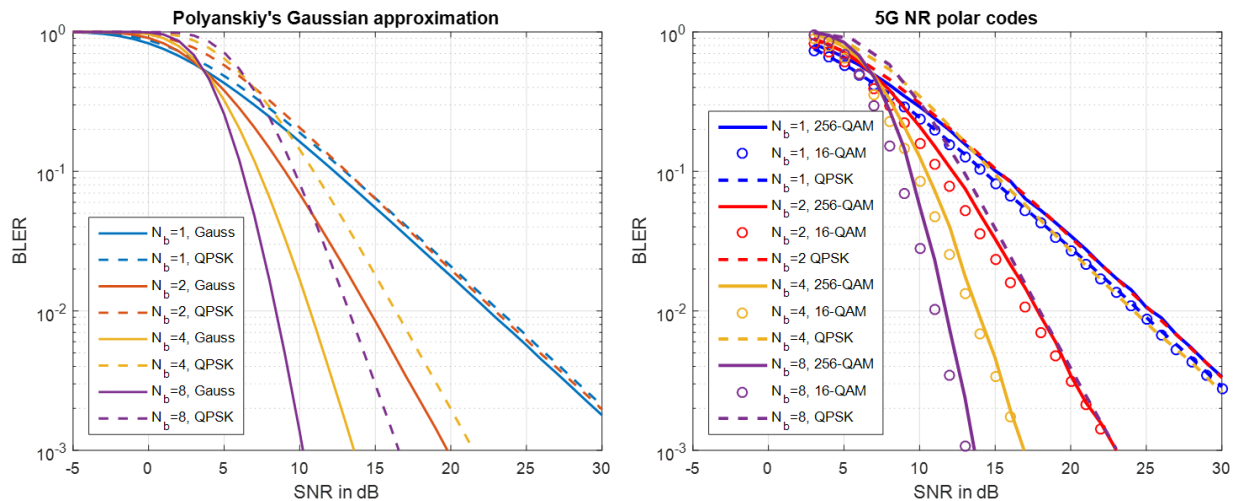 Polyanskiy's Gaussian approximation
BLER
10^0
10^-1
10^-2
10^-3
N_b=1, Gauss
N_b=1, QPSK
N_b=2, Gauss
N_b=2, QPSK
N_b=4, Gauss
N_b=4, QPSK
N_b=8, Gauss
N_b=8, QPSK
-5 0 5 10 15 20 25 30
SNR in dB
5G NR polar codes
BLER
10^0
10^-1
10^-2
10^-3
N_b=1, 256-QAM
N_b=1, 16-QAM
N_b=1, QPSK
N_b=2, 256-QAM
N_b=2, 16-QAM
N_b=2 QPSK
N_b=4, 256-QAM
N_b=4, 16-QAM
N_b=4, QPSK
N_b=8, 256-QAM
N_b=8, 16-QAM
N_b=8, QPSK
-5 0 5 10 15 20 25 30
SNR in dB